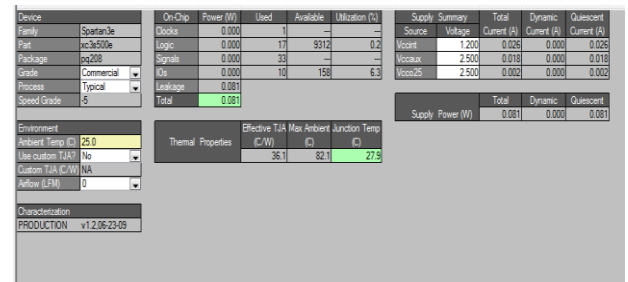 Device
Family Spartan3e
Part xc3s500e
Package pq208
Grade Commercial
Process Typical
Speed Grade -5
Environment
Ambient Temp (C) 25.0
Use custom TJA? No
Custom TJA (C/W) NA
Airflow (LFM) 0
Characterization
PRODUCTION v1.2,06-23-09
On-Chip Power (W) Used Available Utilization (%)
Clocks 0.000 1 --- ---
Logic 0.000 17 9312 0.2
Signals 0.000 33 --- ---
IOs 0.000 10 158 6.3
Leakage 0.081
Total 0.081
Effective TJA Max Ambient Junction Temp
Thermal Properties (C/W) (C) (C)
36.1 82.1 27.9
Supply Summary Total Dynamic Quiescent
Source Voltage Current (A) Current (A) Current (A)
Vccint 1.200 0.026 0.000 0.026
Vccaux 2.500 0.018 0.000 0.018
Vcco25 2.500 0.002 0.000 0.002
Total Dynamic Quiescent
Supply Power (W) 0.081 0.000 0.081